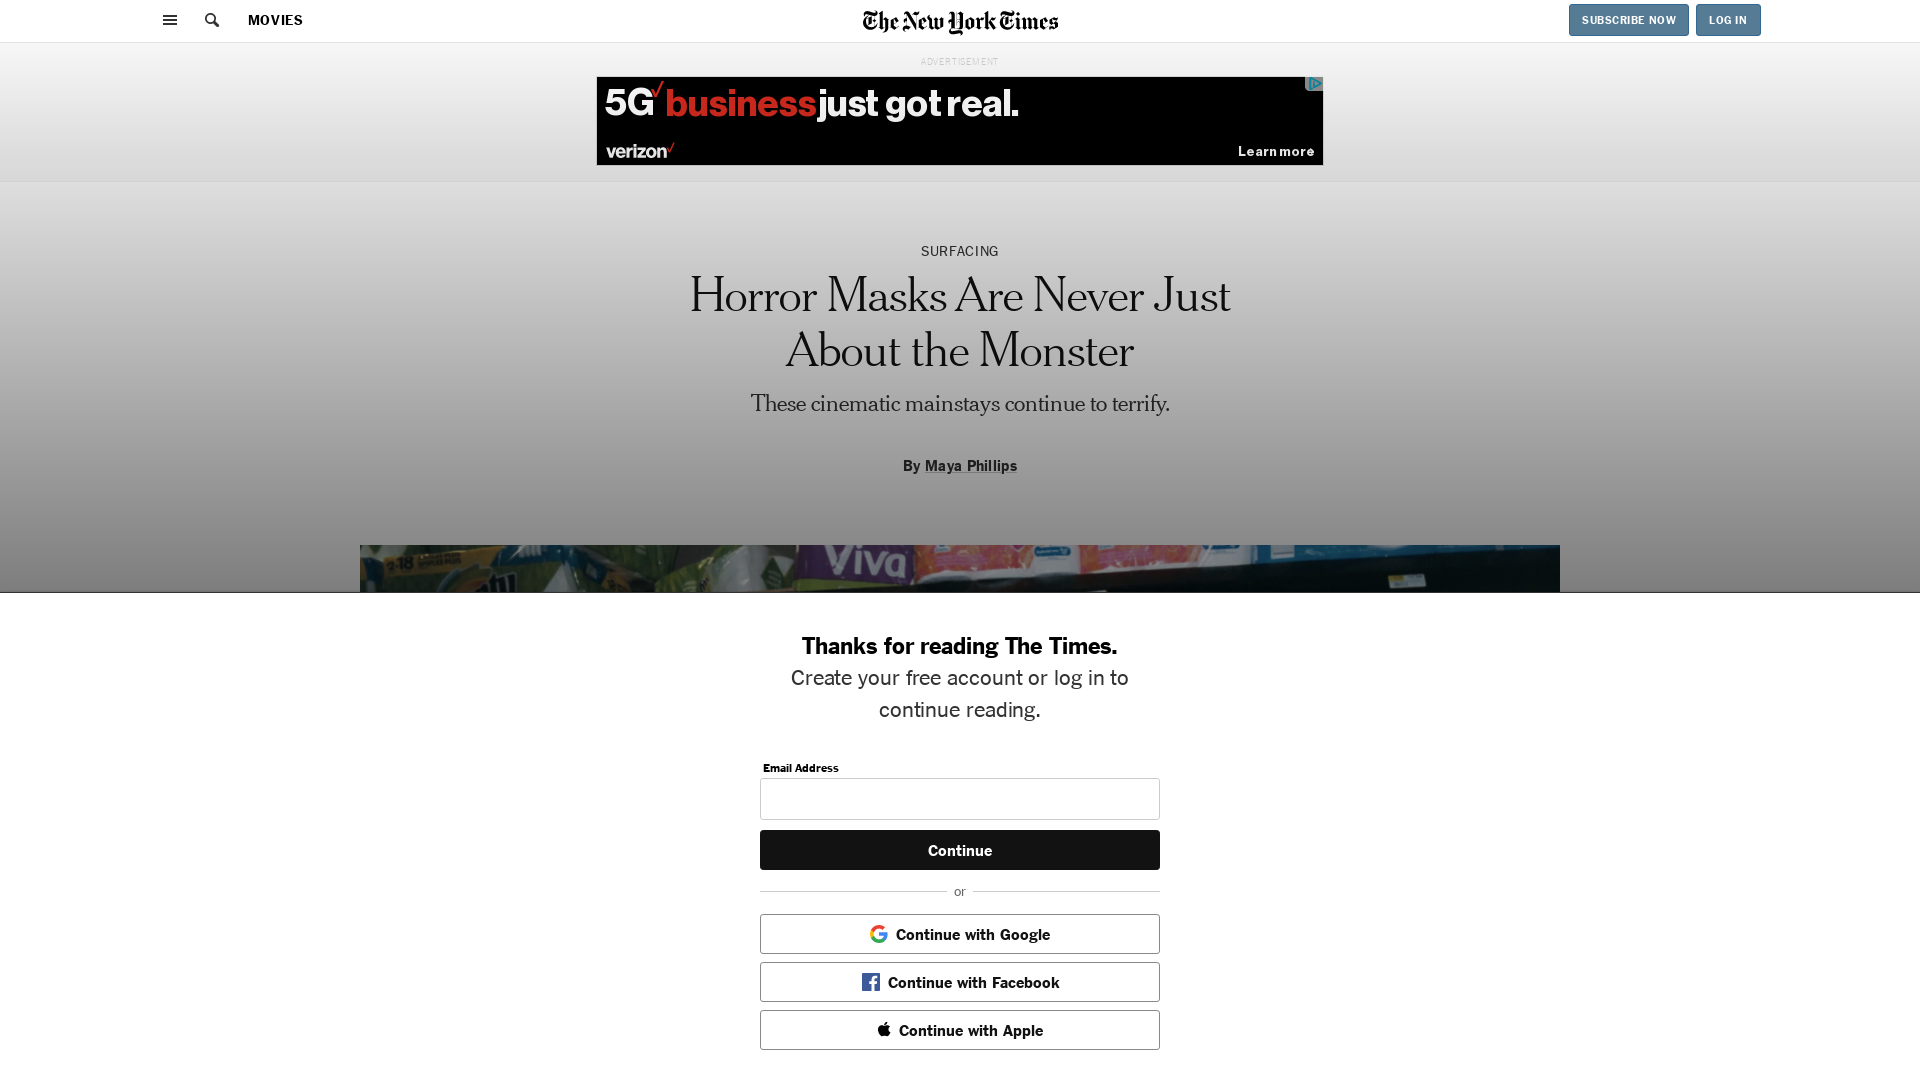 MOVIES
The New York Times
SUBSCRIBE NOW
LOG IN
ADVERTISEMENT
5G business just got real.
verizon
Learn more
SURFACING
Horror Masks Are Never Just
About the Monster
These cinematic mainstays continue to terrify.
By Maya Phillips
Viva
Thanks for reading The Times.
Create your free account or log in to
continue reading.
Email Address
Continue
or
Continue with Google
Continue with Facebook
Continue with Apple